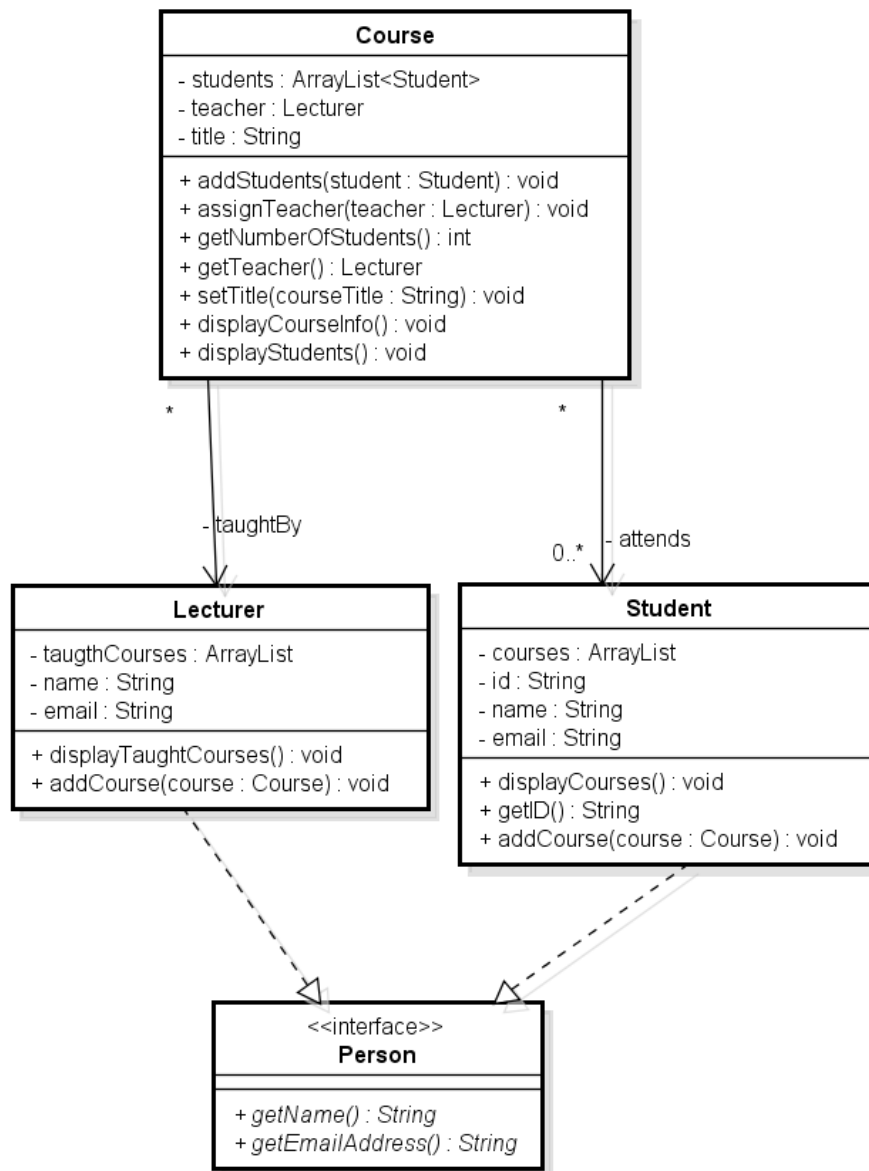 Course
- students : ArrayList<Student>
- teacher : Lecturer
- title : String
+ addStudents(student : Student) : void
+ assignTeacher(teacher : Lecturer) : void
+ getNumberOfStudents() : int
+ getTeacher() : Lecturer
+ setTitle(courseTitle : String) : void
+ displayCourseInfo() : void
+ displayStudents() : void
*
*
- taughtBy
- attends
0..*
Lecturer
- taugthCourses : ArrayList
- name : String
- email : String
+ displayTaughtCourses() : void
+ addCourse(course : Course) : void
Student
- courses : ArrayList
- id : String
- name : String
- email : String
+ displayCourses() : void
+ getID() : String
+ addCourse(course : Course) : void
<<interface>>
Person
+ getName() : String
+ getEmailAddress() : String